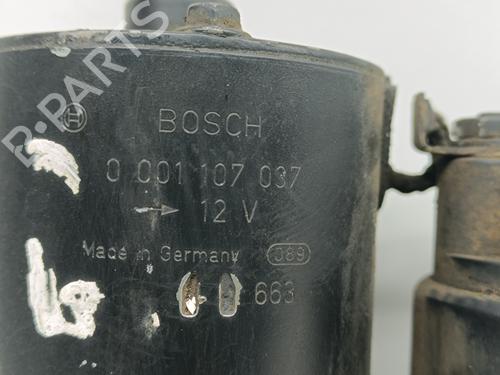 B-PARTS
BOSCH
0 001 107 037
→ 12 V
Made in Germany 089
663